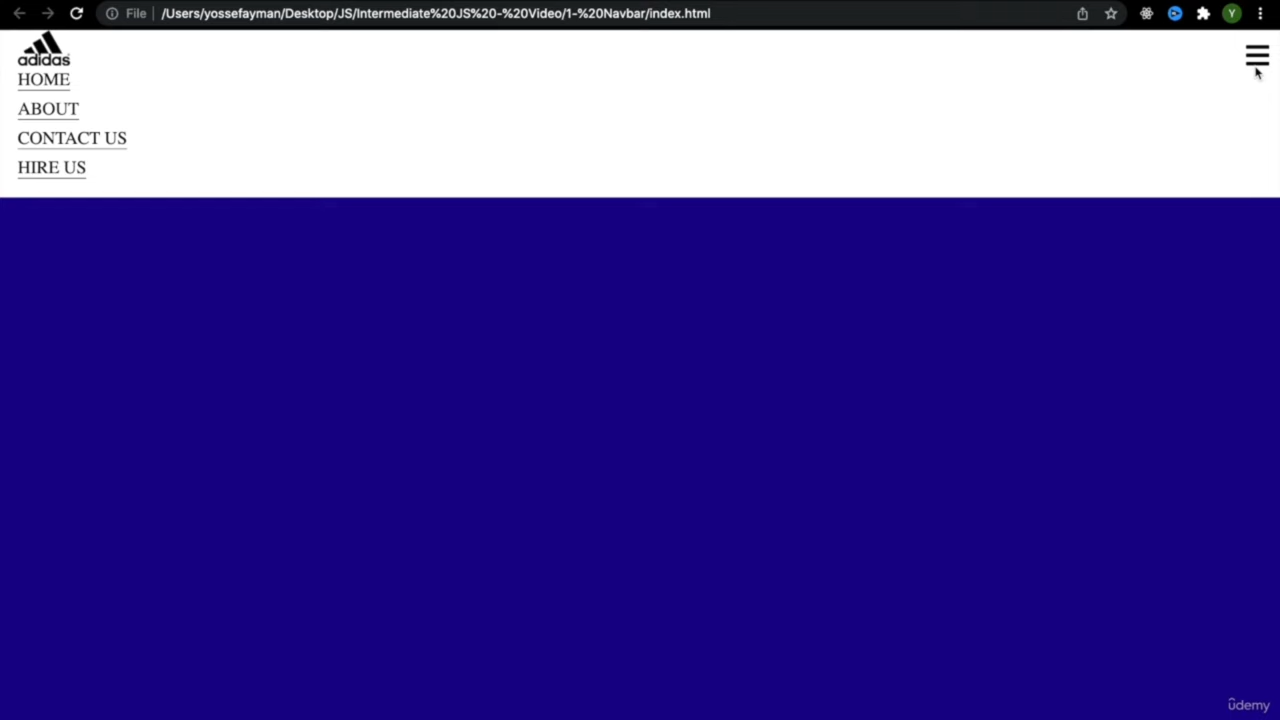 File
/Users/yossefayman/Desktop/JS/Intermediate%20JS%20-%20Video/1-%20Navbar/index.html
Y
adidas
HOME
ABOUT
CONTACT US
HIRE US
ûdemy